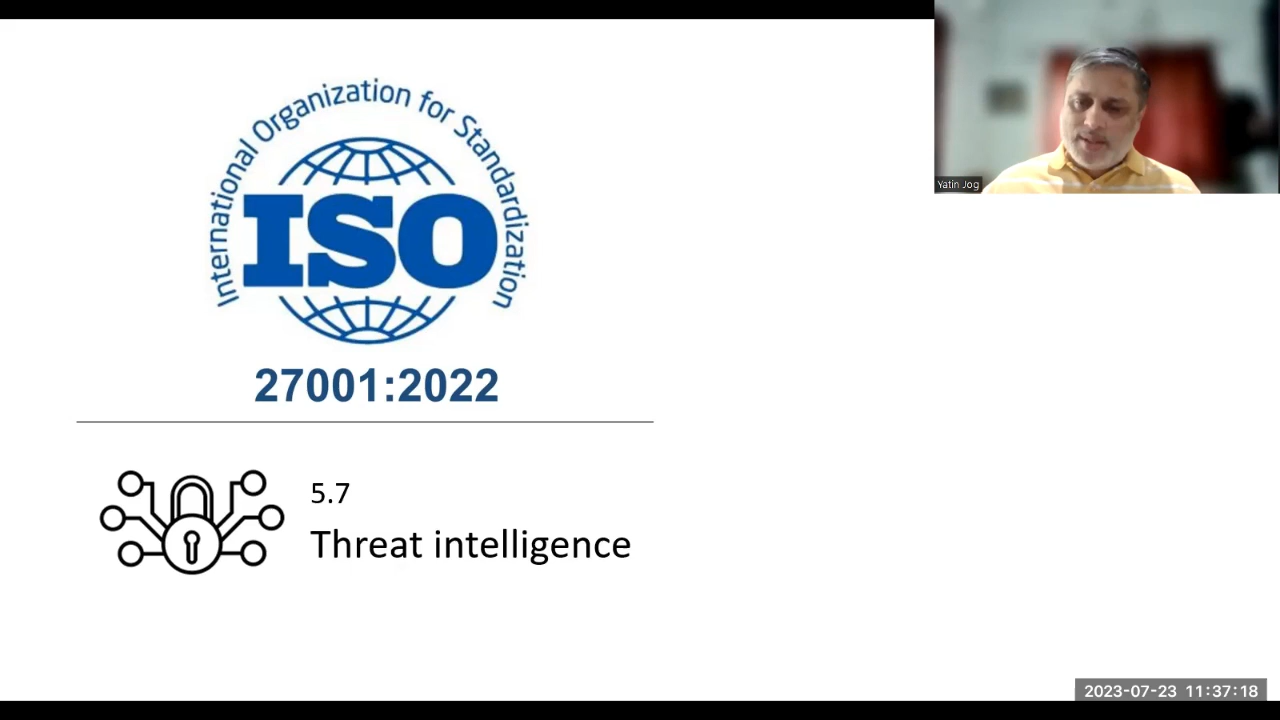 International Organization for Standardization
ISO
27001:2022
5.7
Threat intelligence
Yatin Jog
2023-07-23 11:37:18